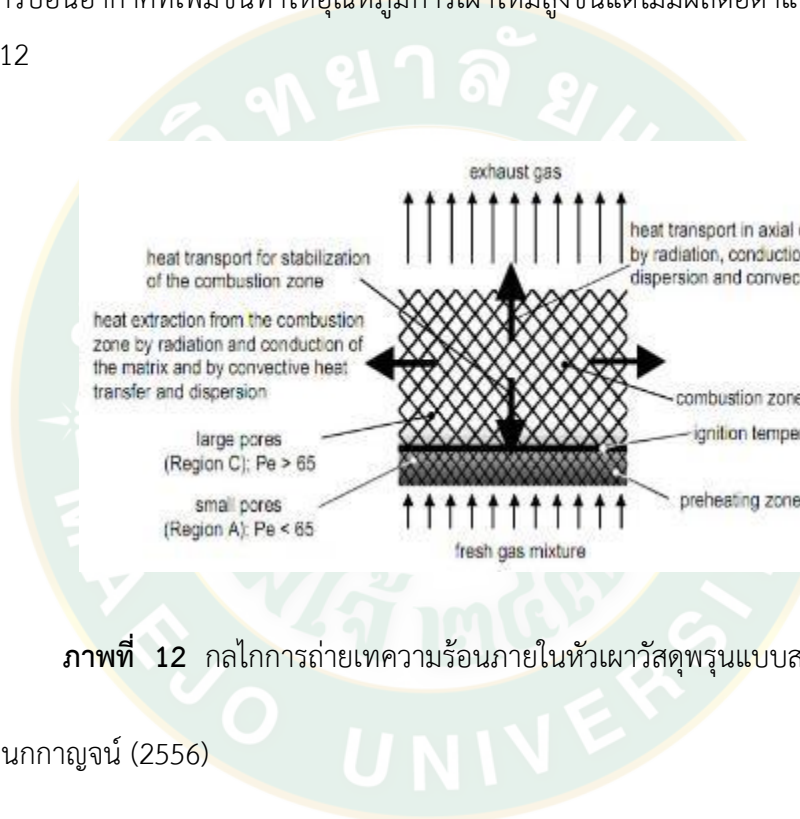 12
exhaust gas
heat transport for stabilization
of the combustion zone
heat transport in axial
by radiation, conductio
dispersion and convec
heat extraction from the combustion
zone by radiation and conduction of
the matrix and by convective heat
transfer and dispersion
combustion zone
ignition temper
large pores
(Region C): Pe > 65
small pores
(Region A): Pe < 65
preheating zone
fresh gas mixture
ภาพที่ 12 กลไกการถ่ายเทความร้อนภายในหัวเผาวัสดุพรุนแบบส
นกกาญจน์ (2556)
UNIVERSI